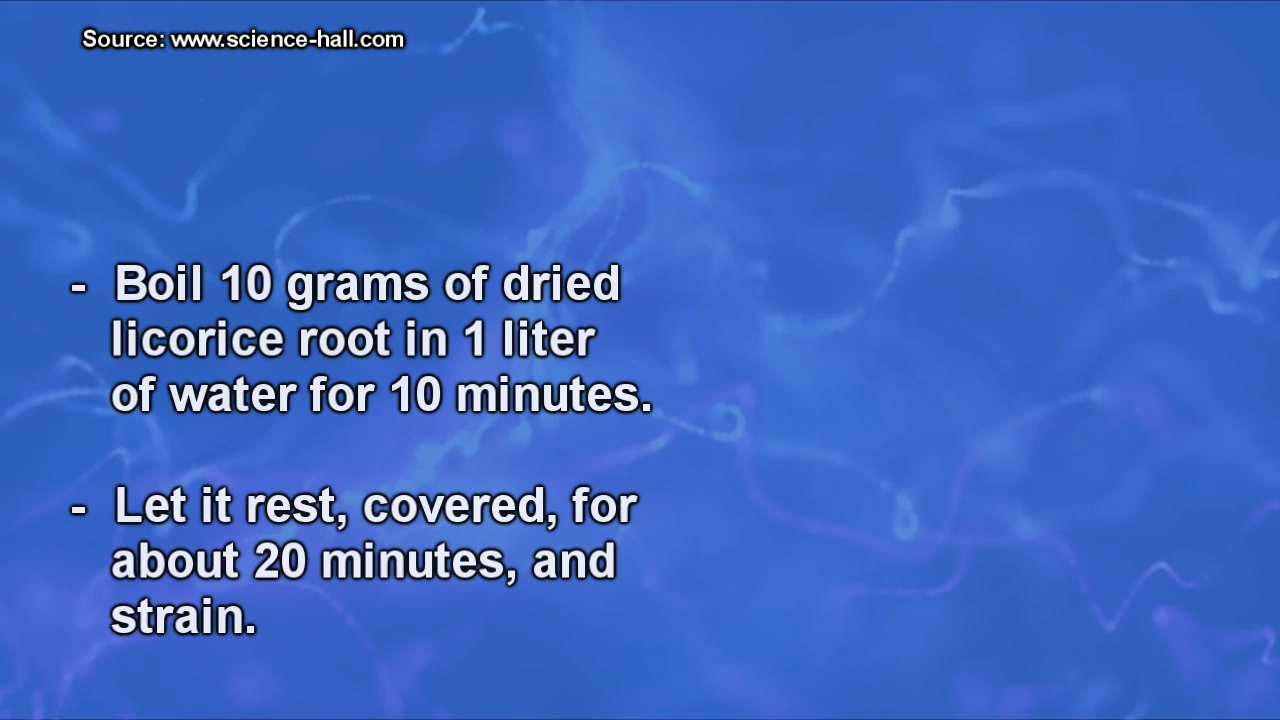 Source: www.science-hall.com
- Boil 10 grams of dried
licorice root in 1 liter
of water for 10 minutes.
- Let it rest, covered, for
about 20 minutes, and
strain.